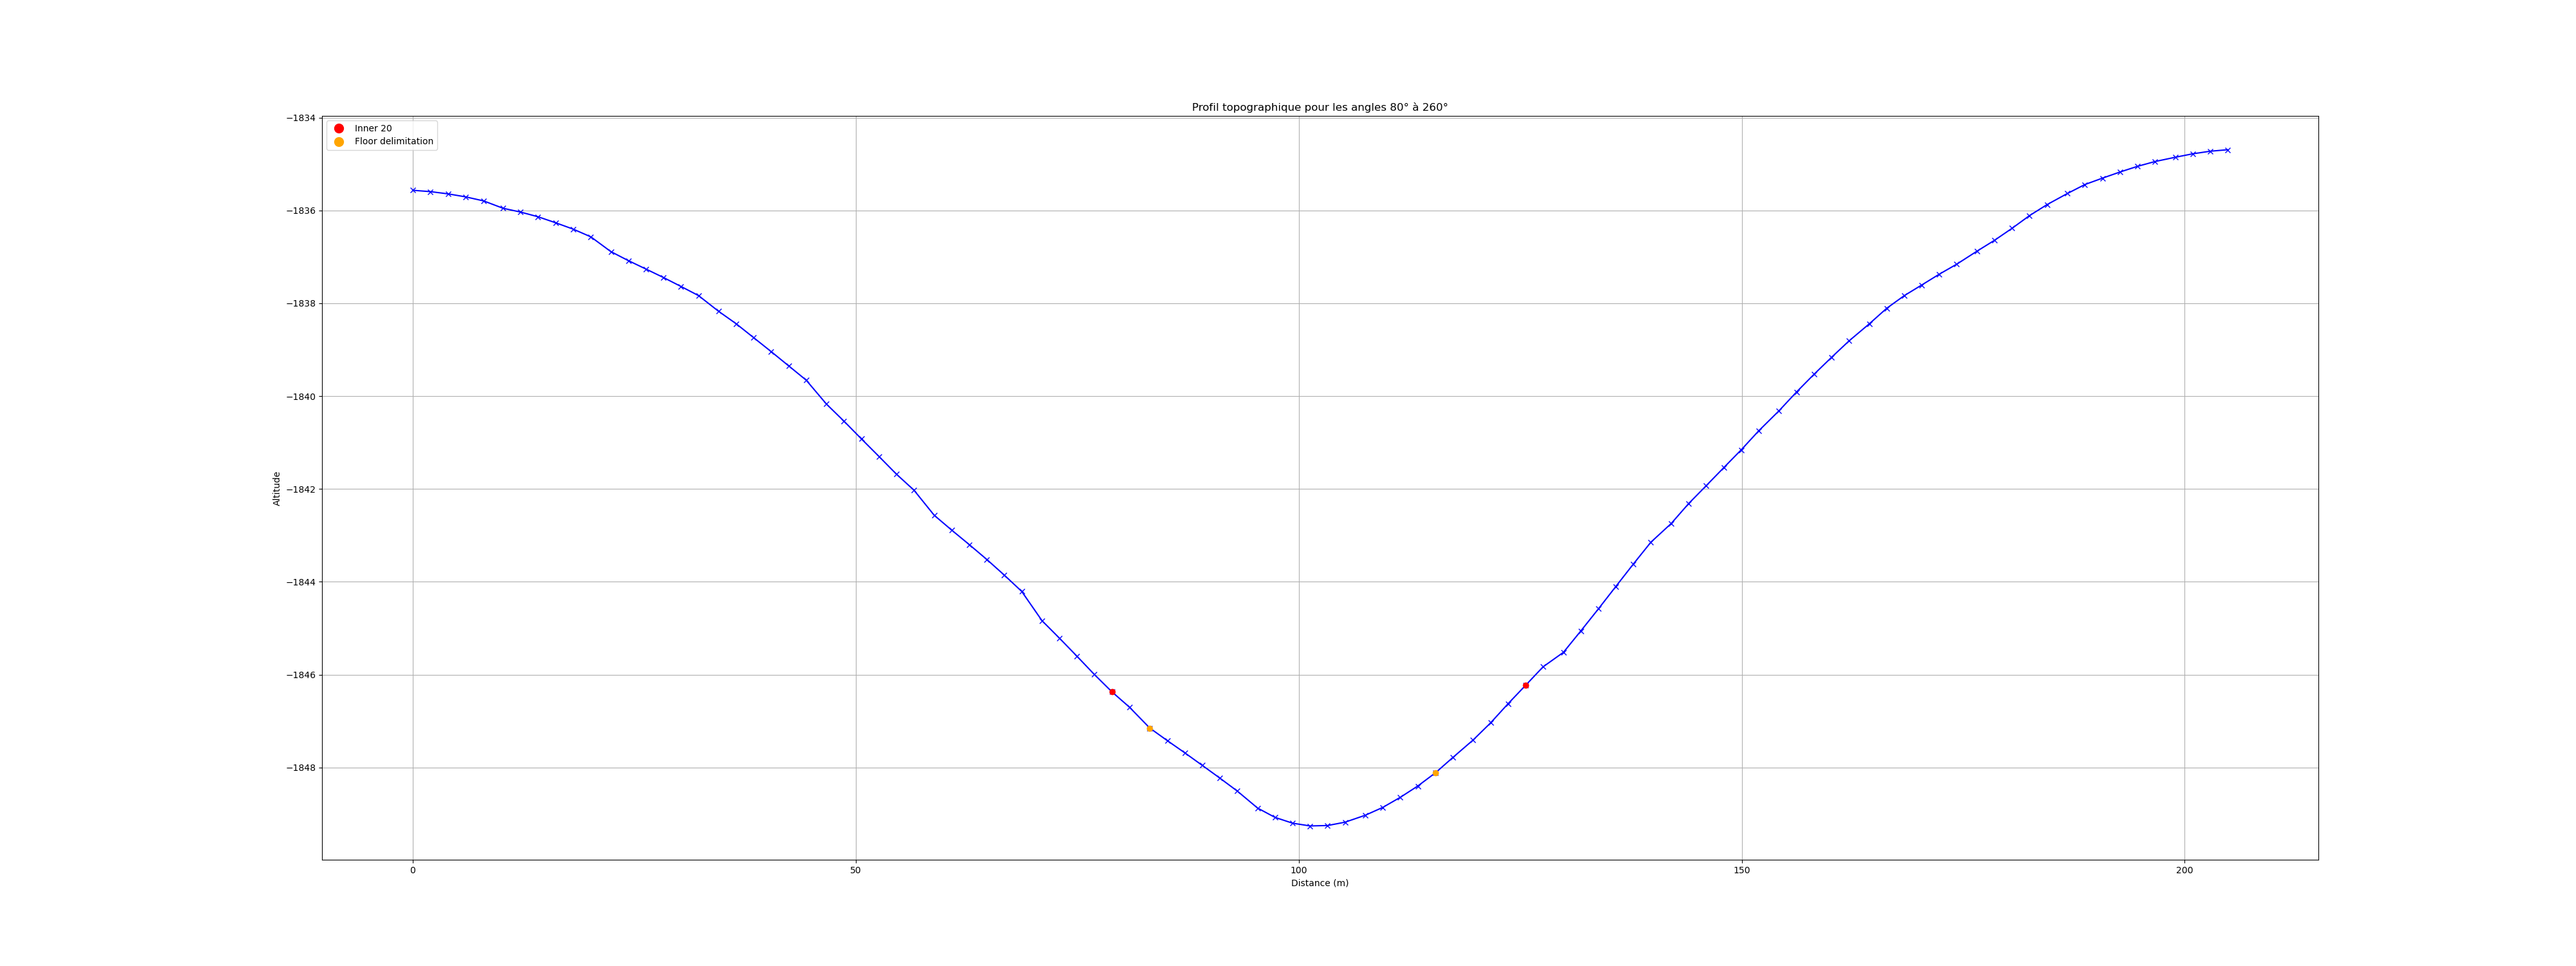 Profil topographique pour les angles 80° à 260°
Inner 20
Floor delimitation
−1834
−1836
−1838
−1840
−1842
−1844
−1846
−1848
Altitude
0
50
100
150
200
Distance (m)